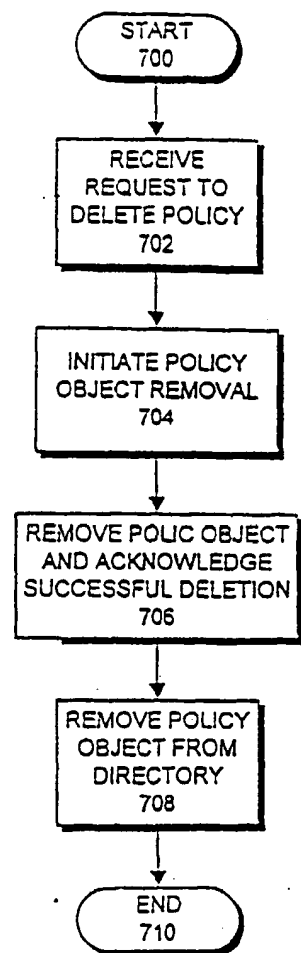 START
700
RECEIVE
REQUEST TO
DELETE POLICY
702
INITIATE POLICY
OBJECT REMOVAL
704
REMOVE POLIC OBJECT
AND ACKNOWLEDGE
SUCCESSFUL DELETION
706
REMOVE POLICY
OBJECT FROM
DIRECTORY
708
END
710